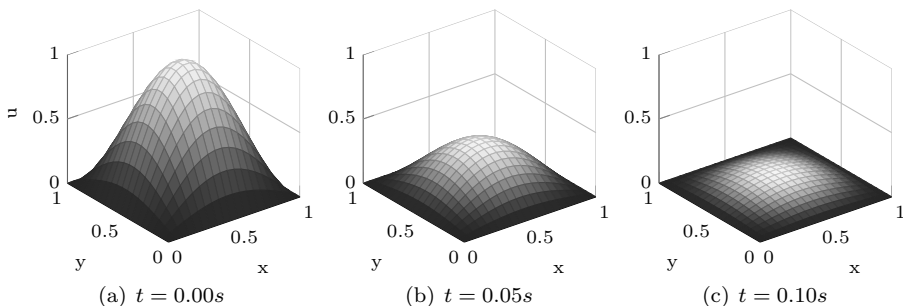 1 1 1
u
0.5 0.5 0.5
0 0 0
1 1 1 1 1 1
0.5 0.5 0.5 0.5 0.5 0.5
0 0 0 0 0 0
y x y x y x
(a) t = 0.00s (b) t = 0.05s (c) t = 0.10s